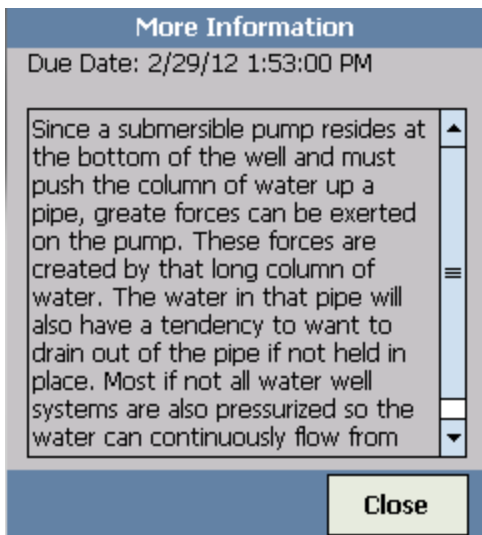 More Information
Due Date: 2/29/12 1:53:00 PM
Since a submersible pump resides at
the bottom of the well and must
push the column of water up a
pipe, greate forces can be exerted
on the pump. These forces are
created by that long column of
water. The water in that pipe will
also have a tendency to want to
drain out of the pipe if not held in
place. Most if not all water well
systems are also pressurized so the
water can continuously flow from
Close